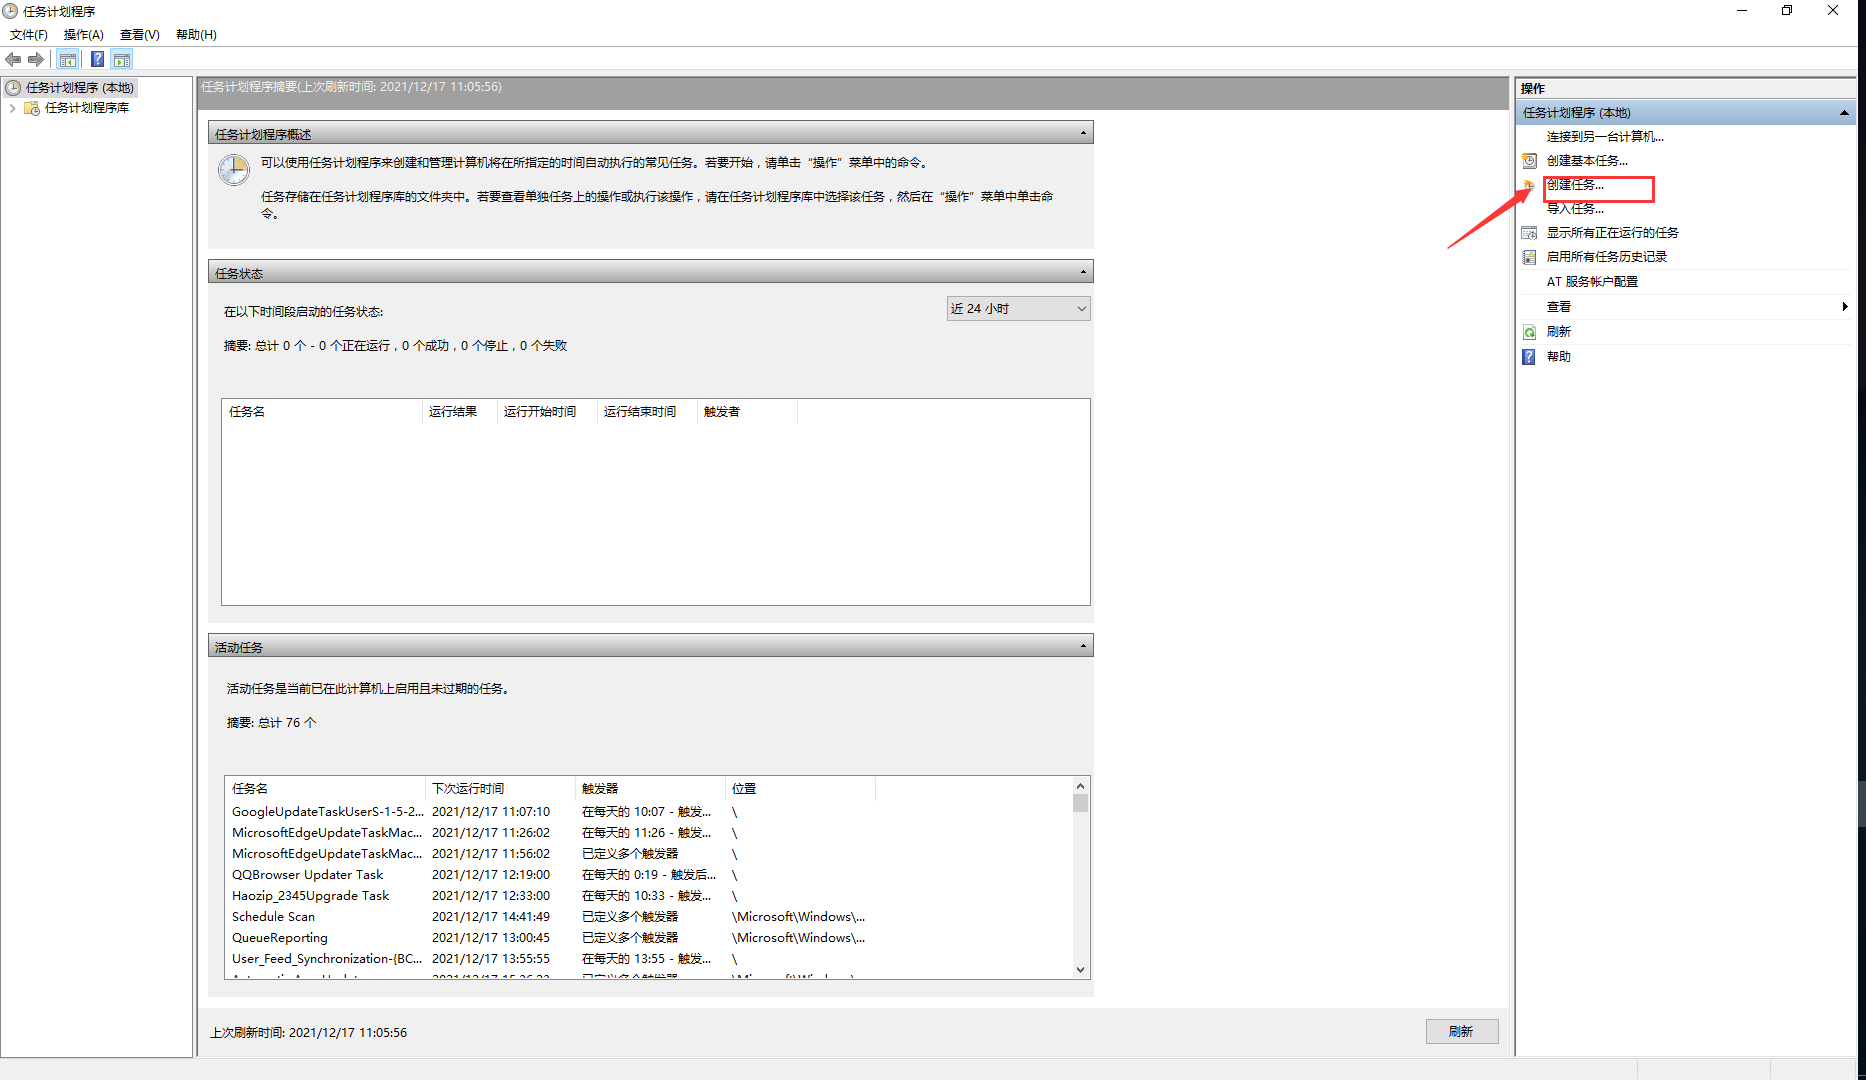 任务计划程序
文件(F) 操作(A) 查看(V) 帮助(H)
任务计划程序 (本地)
任务计划程序库
任务计划程序摘要(上次刷新时间: 2021/12/17 11:05:56)
任务计划程序概述
可以使用任务计划程序来创建和管理计算机将在所指定的时间自动执行的常见任务。若要开始，请单击“操作”菜单中的命令。
任务存储在任务计划程序库的文件夹中。若要查看单独任务上的操作或执行该操作，请在任务计划程序库中选择该任务，然后在“操作”菜单中单击命
令。
任务状态
在以下时间段启动的任务状态:
近 24 小时
摘要: 总计 0 个 - 0 个正在运行，0 个成功，0 个停止，0 个失败
任务名 运行结果 运行开始时间 运行结束时间 触发者
活动任务
活动任务是当前已在此计算机上启用且未过期的任务。
摘要: 总计 76 个
任务名 下次运行时间 触发器 位置
GoogleUpdateTaskUserS-1-5-2... 2021/12/17 11:07:10 在每天的 10:07 - 触发... \
MicrosoftEdgeUpdateTaskMac... 2021/12/17 11:26:02 在每天的 11:26 - 触发... \
MicrosoftEdgeUpdateTaskMac... 2021/12/17 11:56:02 已定义多个触发器 \
QQBrowser Updater Task 2021/12/17 12:19:00 在每天的 0:19 - 触发后... \
Haozip_2345Upgrade Task 2021/12/17 12:33:00 在每天的 10:33 - 触发... \
Schedule Scan 2021/12/17 14:41:49 已定义多个触发器 \Microsoft\Windows\...
QueueReporting 2021/12/17 13:00:45 已定义多个触发器 \Microsoft\Windows\...
User_Feed_Synchronization-{BC... 2021/12/17 13:55:55 在每天的 13:55 - 触发... \
上次刷新时间: 2021/12/17 11:05:56
刷新
操作
任务计划程序 (本地)
连接到另一台计算机...
创建基本任务...
创建任务...
导入任务...
显示所有正在运行的任务
启用所有任务历史记录
AT 服务帐户配置
查看
刷新
帮助